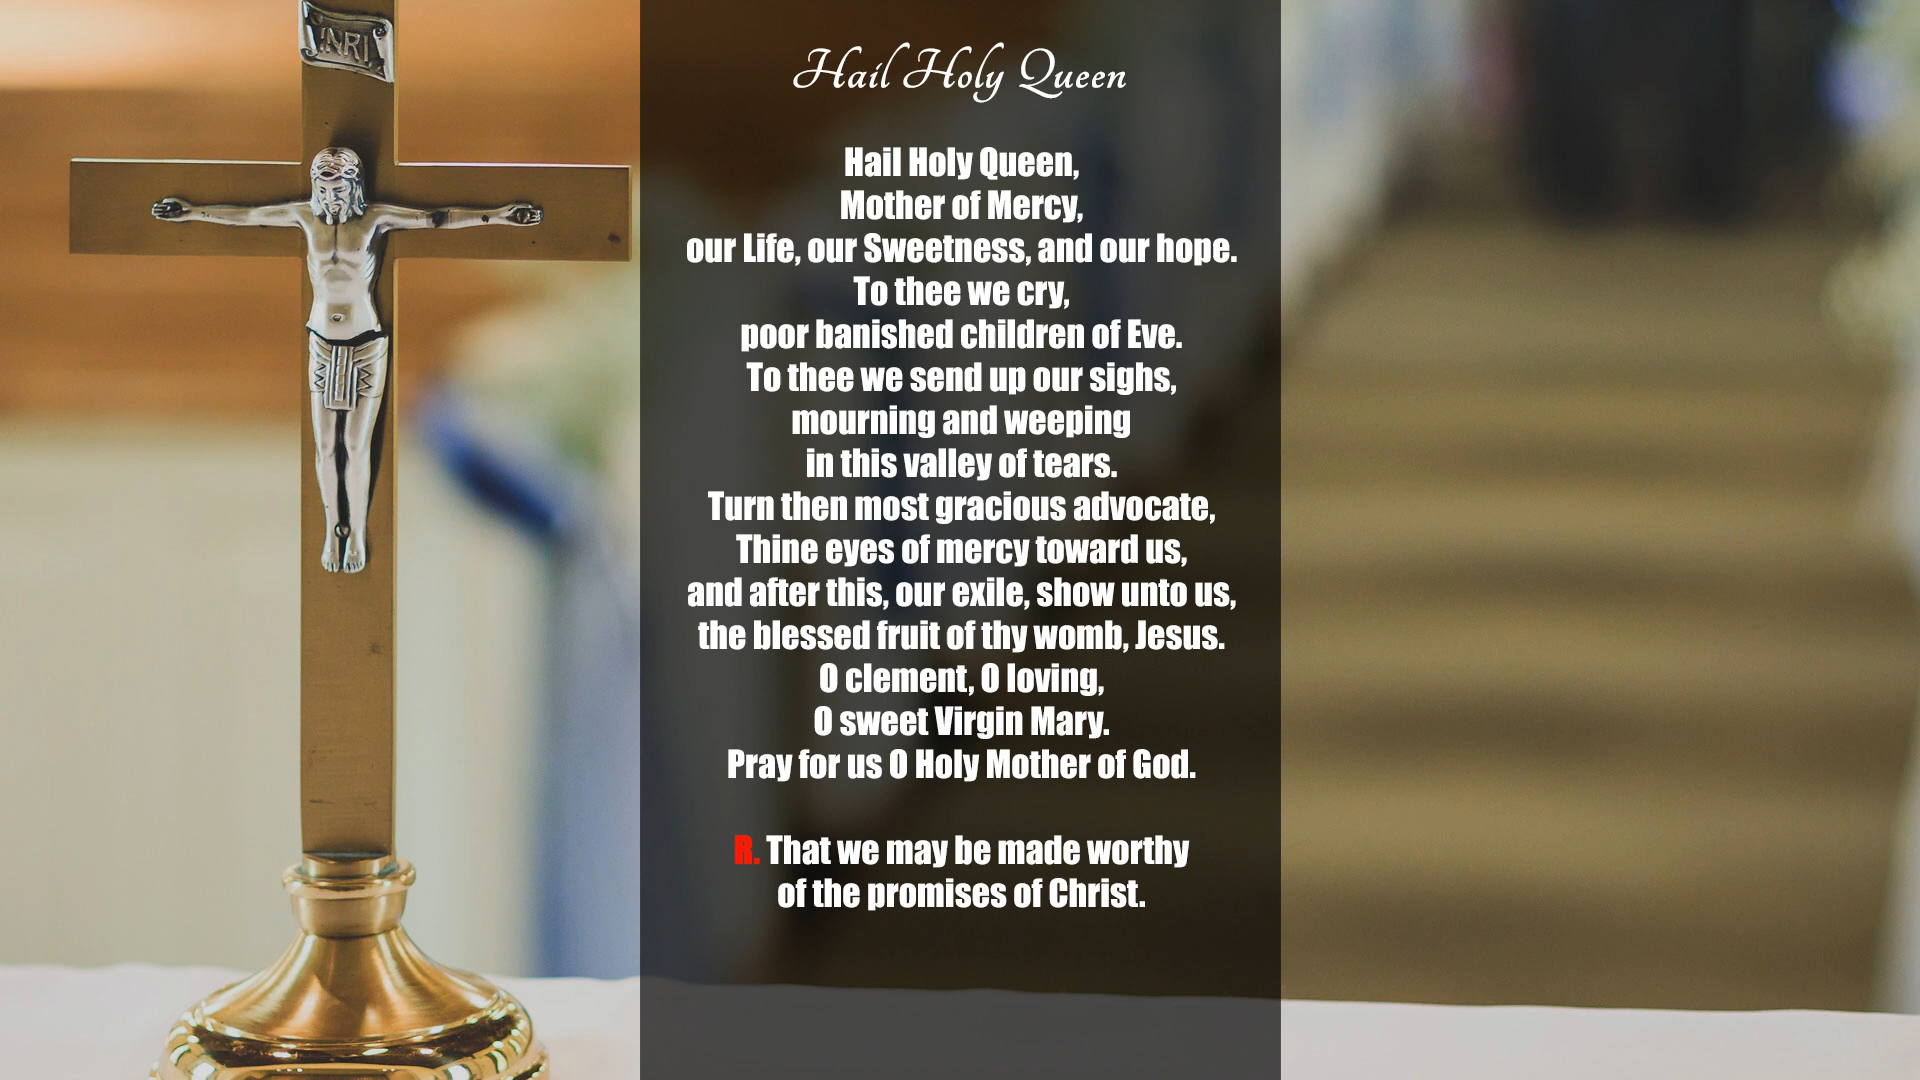 INRI
Hail Holy Queen
Hail Holy Queen,
Mother of Mercy,
our Life, our Sweetness, and our hope.
To thee we cry,
poor banished children of Eve.
To thee we send up our sighs,
mourning and weeping
in this valley of tears.
Turn then most gracious advocate,
Thine eyes of mercy toward us,
and after this, our exile, show unto us,
the blessed fruit of thy womb, Jesus.
O clement, O loving,
O sweet Virgin Mary.
Pray for us O Holy Mother of God.
R. That we may be made worthy
of the promises of Christ.